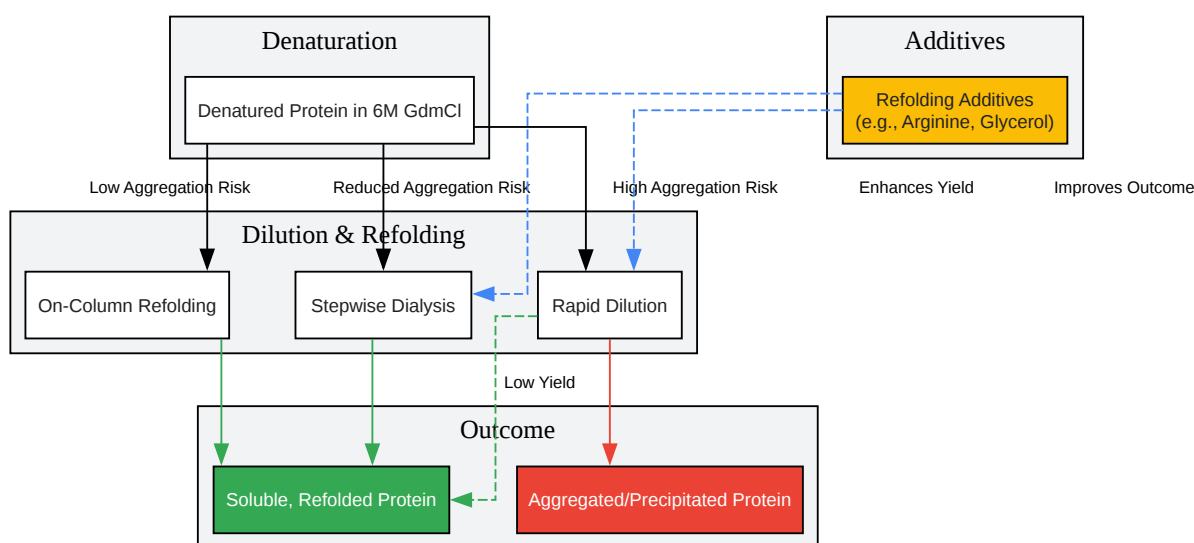 Denaturation
Additives
Denatured Protein in 6M GdmCl
Refolding Additives
(e.g., Arginine, Glycerol)
Low Aggregation Risk
Reduced Aggregation Risk
High Aggregation Risk
Enhances Yield
Improves Outcome
Dilution & Refolding
On-Column Refolding
Stepwise Dialysis
Rapid Dilution
Low Yield
Outcome
Soluble, Refolded Protein
Aggregated/Precipitated Protein